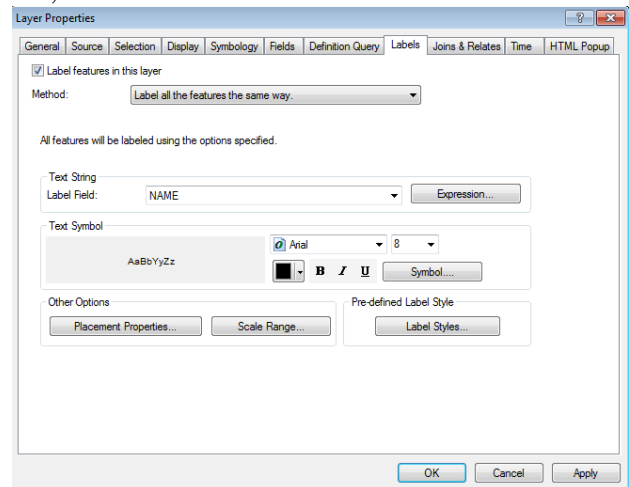 Layer Properties
General Source Selection Display Symbology Fields Definition Query Labels Joins & Relates Time HTML Popup
Label features in this layer
Method: Label all the features the same way.
All features will be labeled using the options specified.
Text String
Label Field: NAME Expression...
Text Symbol
AaBbYyZz
Arial 8
B I U Symbol....
Other Options
Placement Properties... Scale Range...
Pre-defined Label Style
Label Styles...
OK Cancel Apply